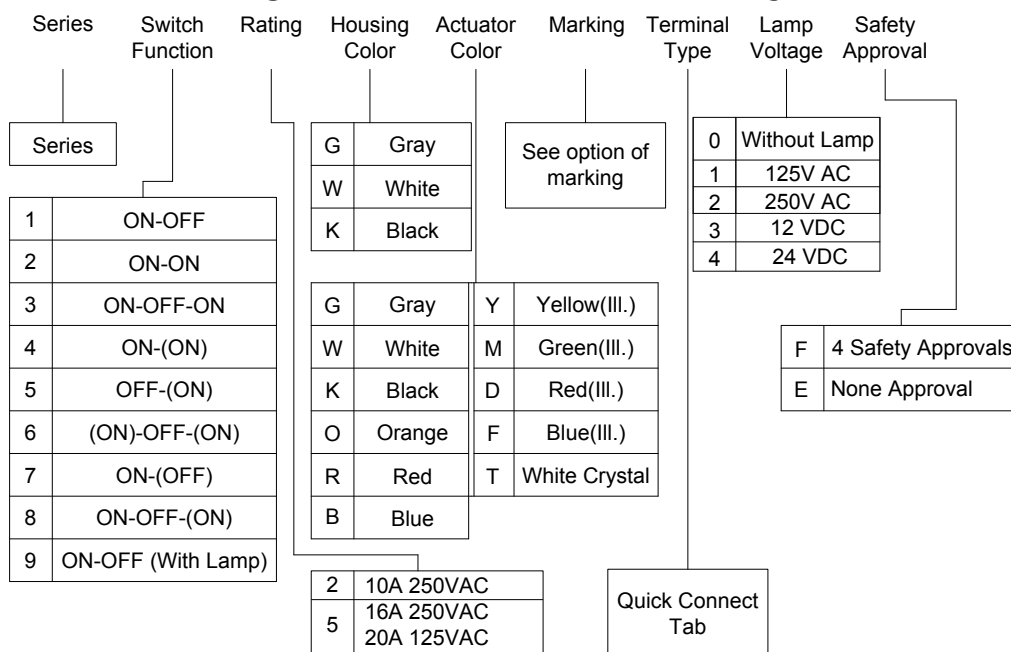 Series Switch Function Rating Housing Color Actuator Color Marking Terminal Type Lamp Voltage Safety Approval
Series
1 ON-OFF
2 ON-ON
3 ON-OFF-ON
4 ON-(ON)
5 OFF-(ON)
6 (ON)-OFF-(ON)
7 ON-(OFF)
8 ON-OFF-(ON)
9 ON-OFF (With Lamp)
2 10A 250VAC
5 16A 250VAC
20A 125VAC
G Gray
W White
K Black
G Gray
W White
K Black
O Orange
R Red
B Blue
Y Yellow(Ill.)
M Green(Ill.)
D Red(Ill.)
F Blue(Ill.)
T White Crystal
See option of
marking
Quick Connect
Tab
0 Without Lamp
1 125V AC
2 250V AC
3 12 VDC
4 24 VDC
F 4 Safety Approvals
E None Approval